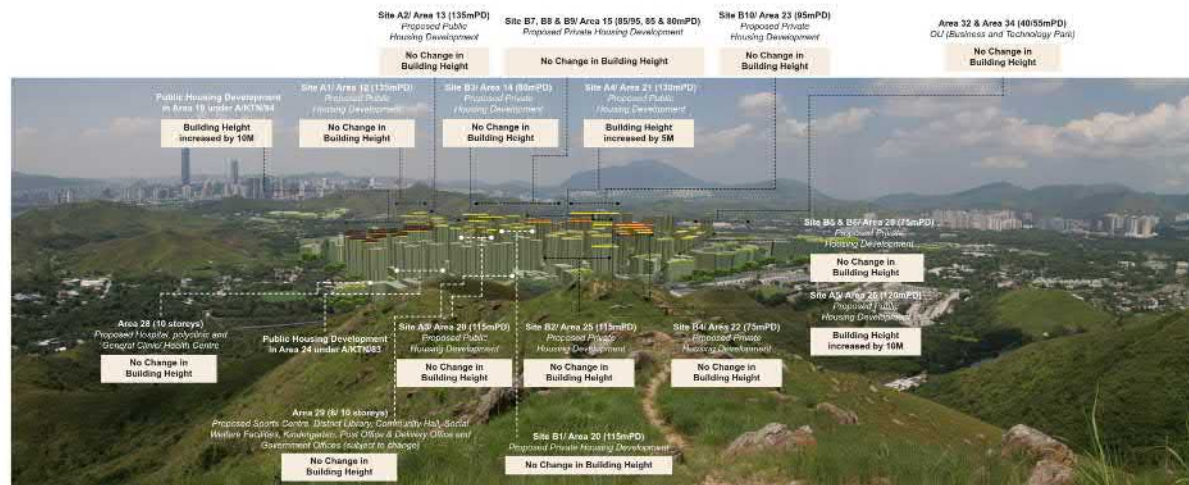 Site A2/ Area 13 (135mPD)
Proposed Public
Housing Development
No Change in
Building Height
Site B7, B8 & B9/ Area 15 (85/95, 85 & 80mPD)
Proposed Private Housing Development
No Change in Building Height
Site B10/ Area 23 (95mPD)
Proposed Private
Housing Development
No Change in
Building Height
Area 32 & Area 34 (40/55mPD)
OU (Business and Technology Park)
No Change in
Building Height
Public Housing Development
in Area 19 under A/KTN/94
Building Height
increased by 10M
Site A1/ Area 12 (135mPD)
Proposed Public
Housing Development
No Change in
Building Height
Site B3/ Area 14 (90mPD)
Proposed Private
Housing Development
No Change in
Building Height
Site A4/ Area 21 (130mPD)
Proposed Public
Housing Development
Building Height
increased by 5M
Site B5 & B6/ Area 28 (75mPD)
Proposed Private
Housing Development
No Change in
Building Height
Site A5/ Area 26 (120mPD)
Proposed Public
Housing Development
Building Height
increased by 10M
Area 28 (10 storeys)
Proposed Hospital, polyclinic and
General Clinic/ Health Centre
No Change in
Building Height
Public Housing Development
in Area 24 under A/KTN/83
Site A3/ Area 20 (115mPD)
Proposed Public
Housing Development
No Change in
Building Height
Site B2/ Area 25 (115mPD)
Proposed Private
Housing Development
No Change in
Building Height
Site B4/ Area 22 (75mPD)
Proposed Private
Housing Development
No Change in
Building Height
Area 29 (8/ 10 storeys)
Proposed Sports Centre, District Library, Community Hall, Social
Welfare Facilities, Kindergarten, Post Office & Delivery Office and
Government Offices (subject to change)
No Change in
Building Height
Site B1/ Area 20 (115mPD)
Proposed Private Housing Development
No Change in Building Height